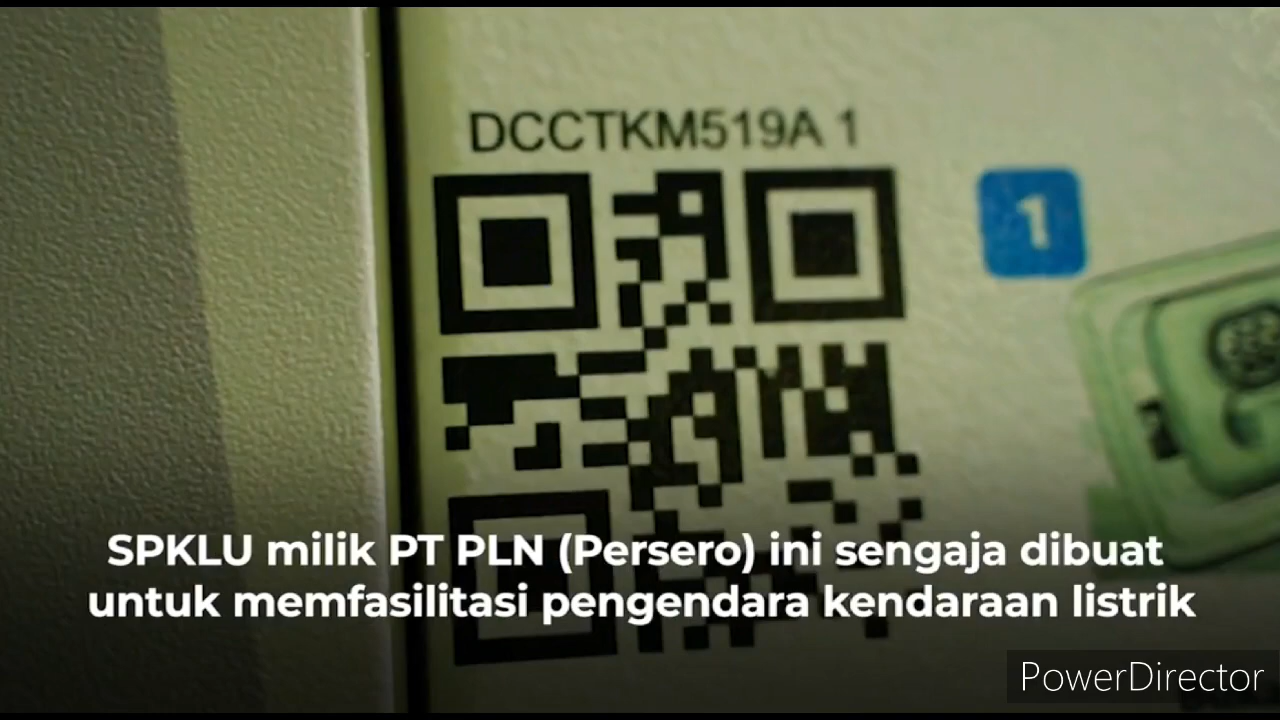 DCCTKM519A 1
1
SPKLU milik PT PLN (Persero) ini sengaja dibuat
untuk memfasilitasi pengendara kendaraan listrik
PowerDirector